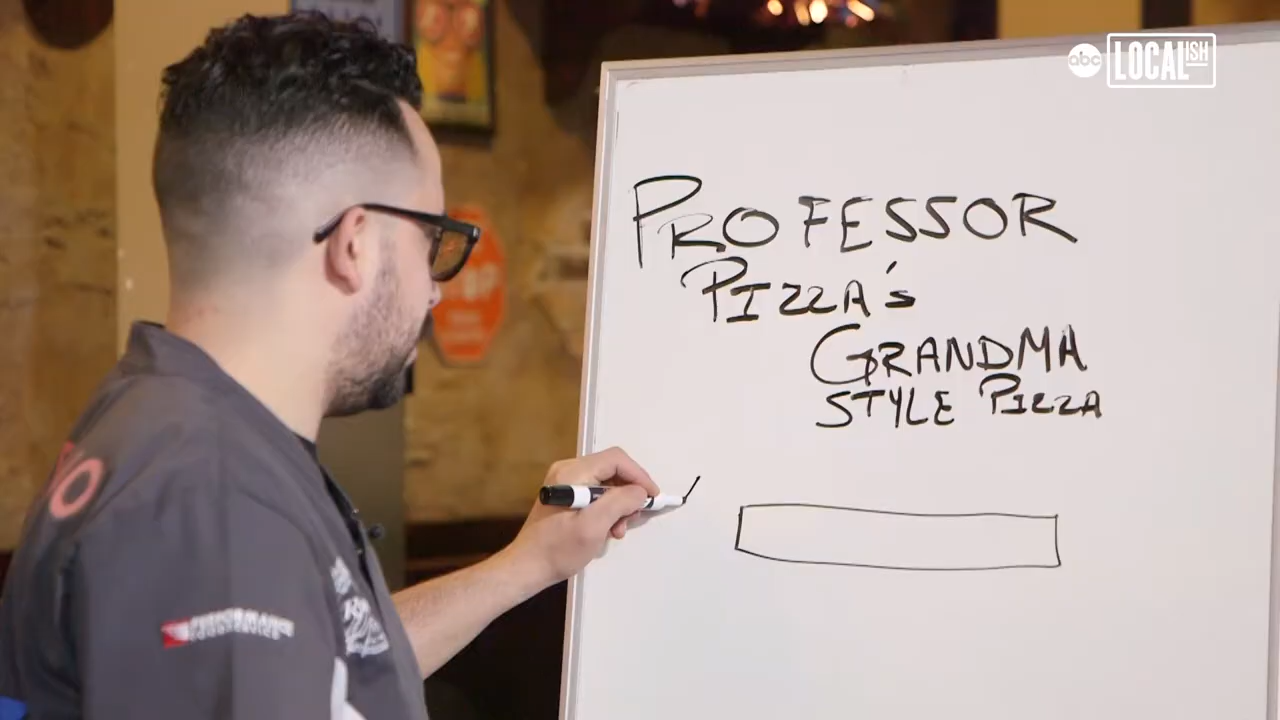 abc LOCALISH
PROFESSOR
PIZZA's
GRANDMA
STYLE PIZZA